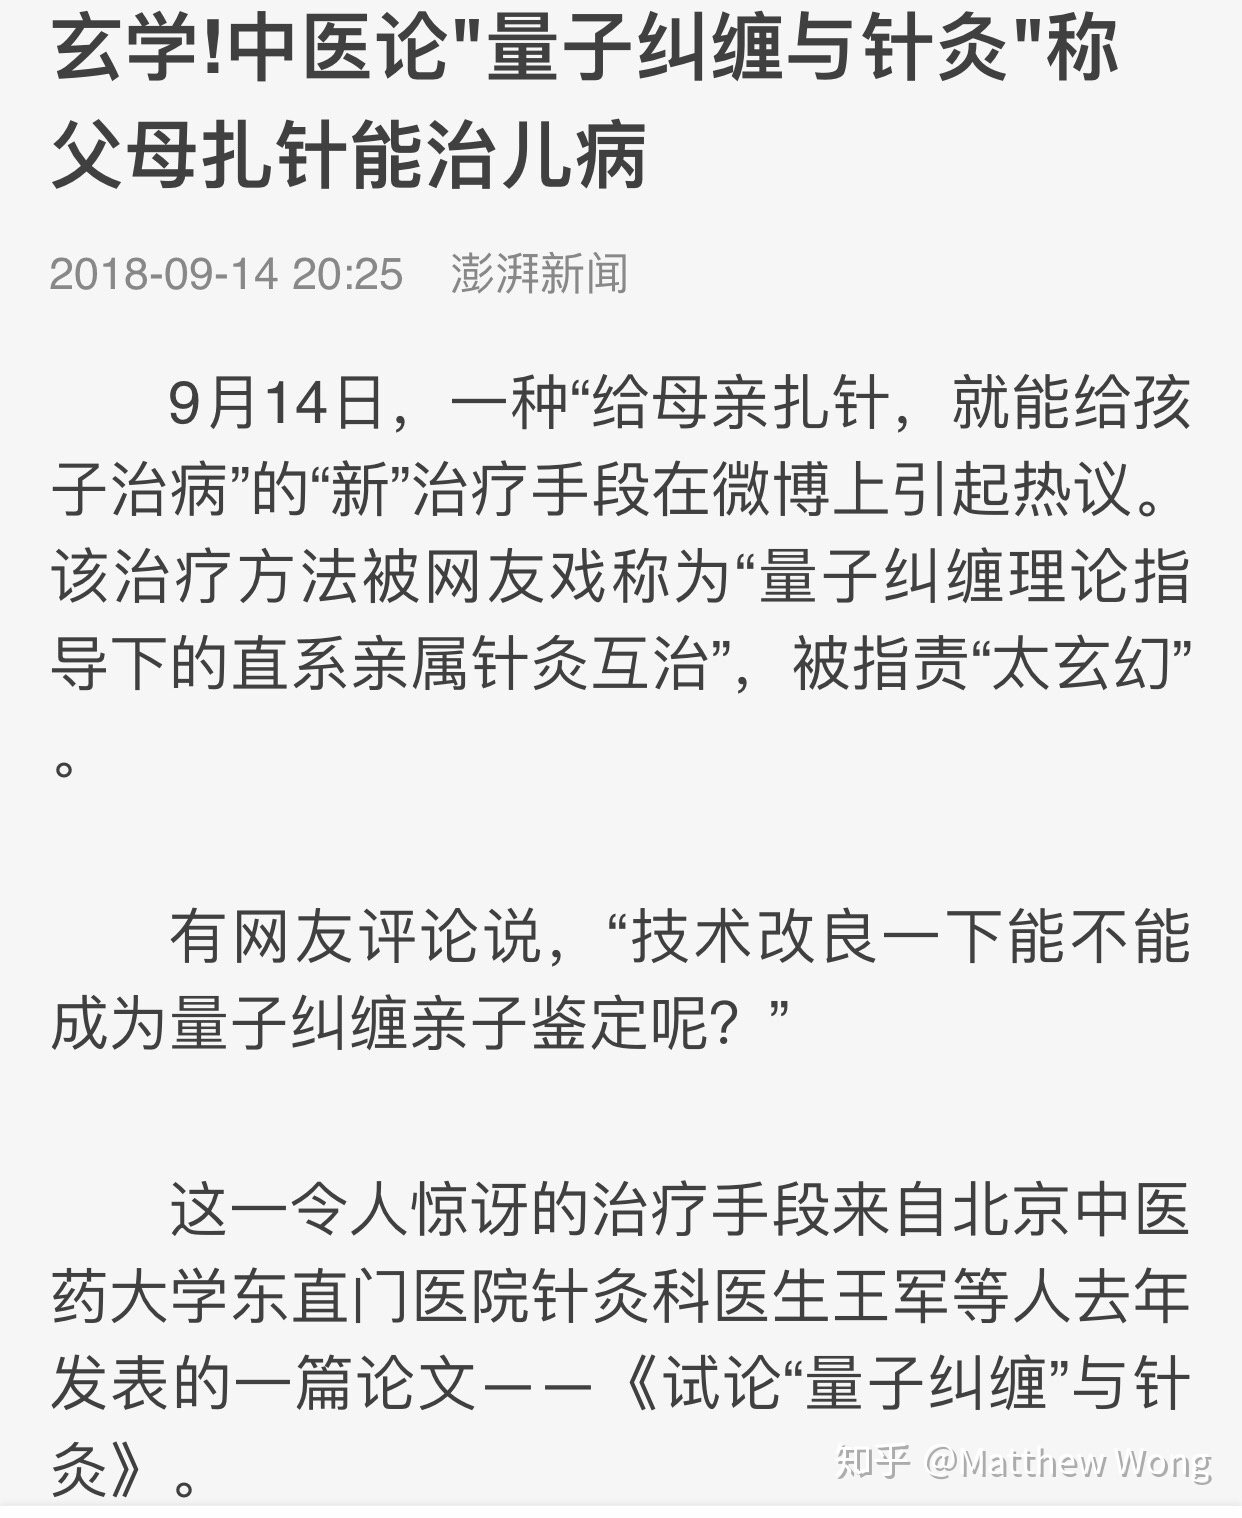 玄学!中医论"量子纠缠与针灸"称
父母扎针能治儿病
2018-09-14 20:25 澎湃新闻
9月14日，一种“给母亲扎针，就能给孩
子治病”的“新”治疗手段在微博上引起热议。
该治疗方法被网友戏称为“量子纠缠理论指
导下的直系亲属针灸互治”，被指责“太玄幻”
。
有网友评论说，“技术改良一下能不能
成为量子纠缠亲子鉴定呢？”
这一令人惊讶的治疗手段来自北京中医
药大学东直门医院针灸科医生王军等人去年
发表的一篇论文——《试论“量子纠缠”与针
灸》。
知乎 @Matthew Wong